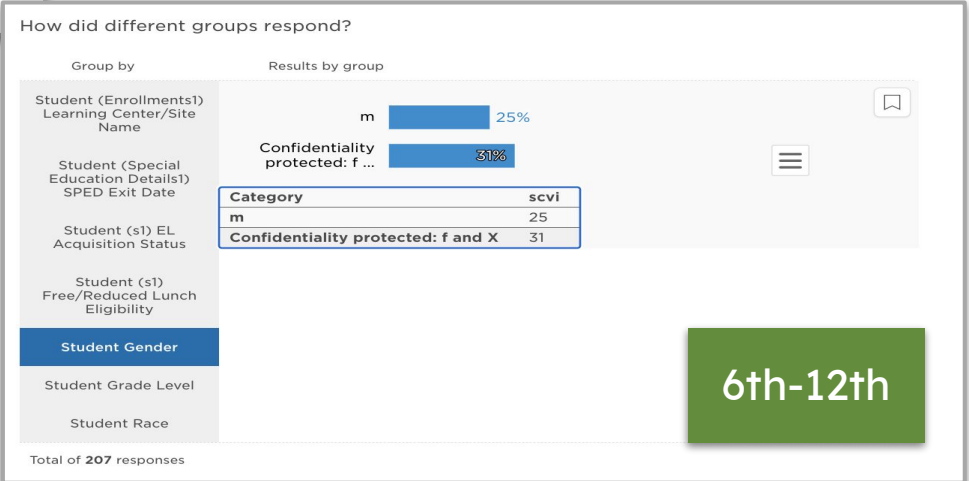 How did different groups respond?
Group by
Results by group
Student (Enrollments1)
Learning Center/Site
Name
Student (Special
Education Details1)
SPED Exit Date
Student (s1) EL
Acquisition Status
Student (s1)
Free/Reduced Lunch
Eligibility
Student Gender
Student Grade Level
Student Race
m 25%
Confidentiality
protected: f ... 31%
Category scvi
m 25
Confidentiality protected: f and X 31
6th-12th
Total of 207 responses